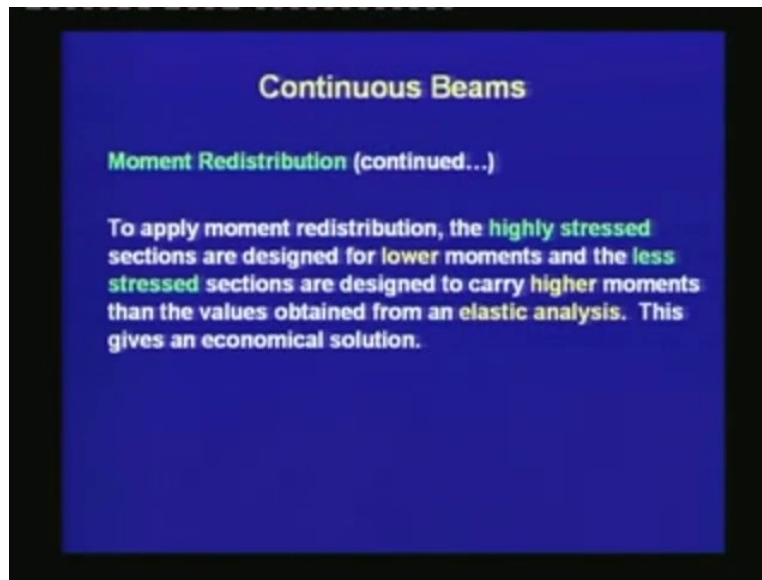 Continuous Beams
Moment Redistribution (continued...)
To apply moment redistribution, the highly stressed
sections are designed for lower moments and the less
stressed sections are designed to carry higher moments
than the values obtained from an elastic analysis. This
gives an economical solution.